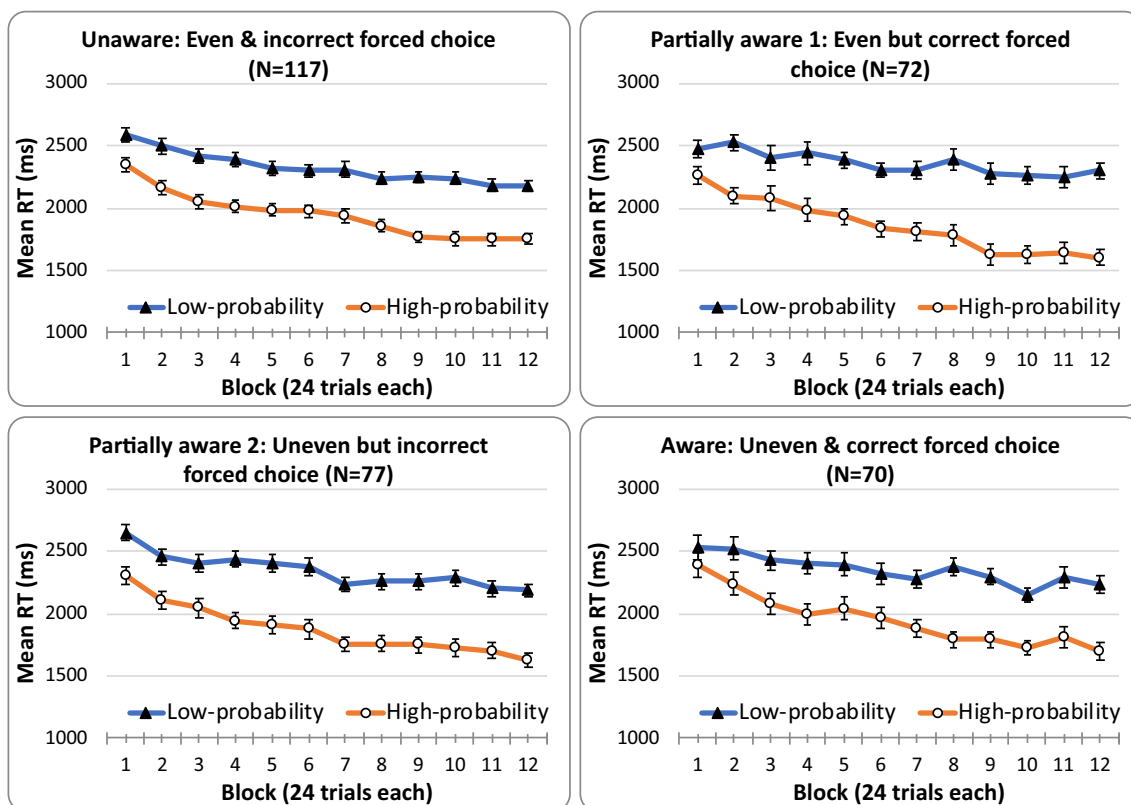 Unaware: Even & incorrect forced choice
(N=117)
3000
2500
2000
1500
1000
Mean RT (ms)
Low-probability High-probability
1 2 3 4 5 6 7 8 9 10 11 12
Block (24 trials each)
Partially aware 1: Even but correct forced
choice (N=72)
3000
2500
2000
1500
1000
Mean RT (ms)
Low-probability High-probability
1 2 3 4 5 6 7 8 9 10 11 12
Block (24 trials each)
Partially aware 2: Uneven but incorrect
forced choice (N=77)
3000
2500
2000
1500
1000
Mean RT (ms)
Low-probability High-probability
1 2 3 4 5 6 7 8 9 10 11 12
Block (24 trials each)
Aware: Uneven & correct forced choice
(N=70)
3000
2500
2000
1500
1000
Mean RT (ms)
Low-probability High-probability
1 2 3 4 5 6 7 8 9 10 11 12
Block (24 trials each)